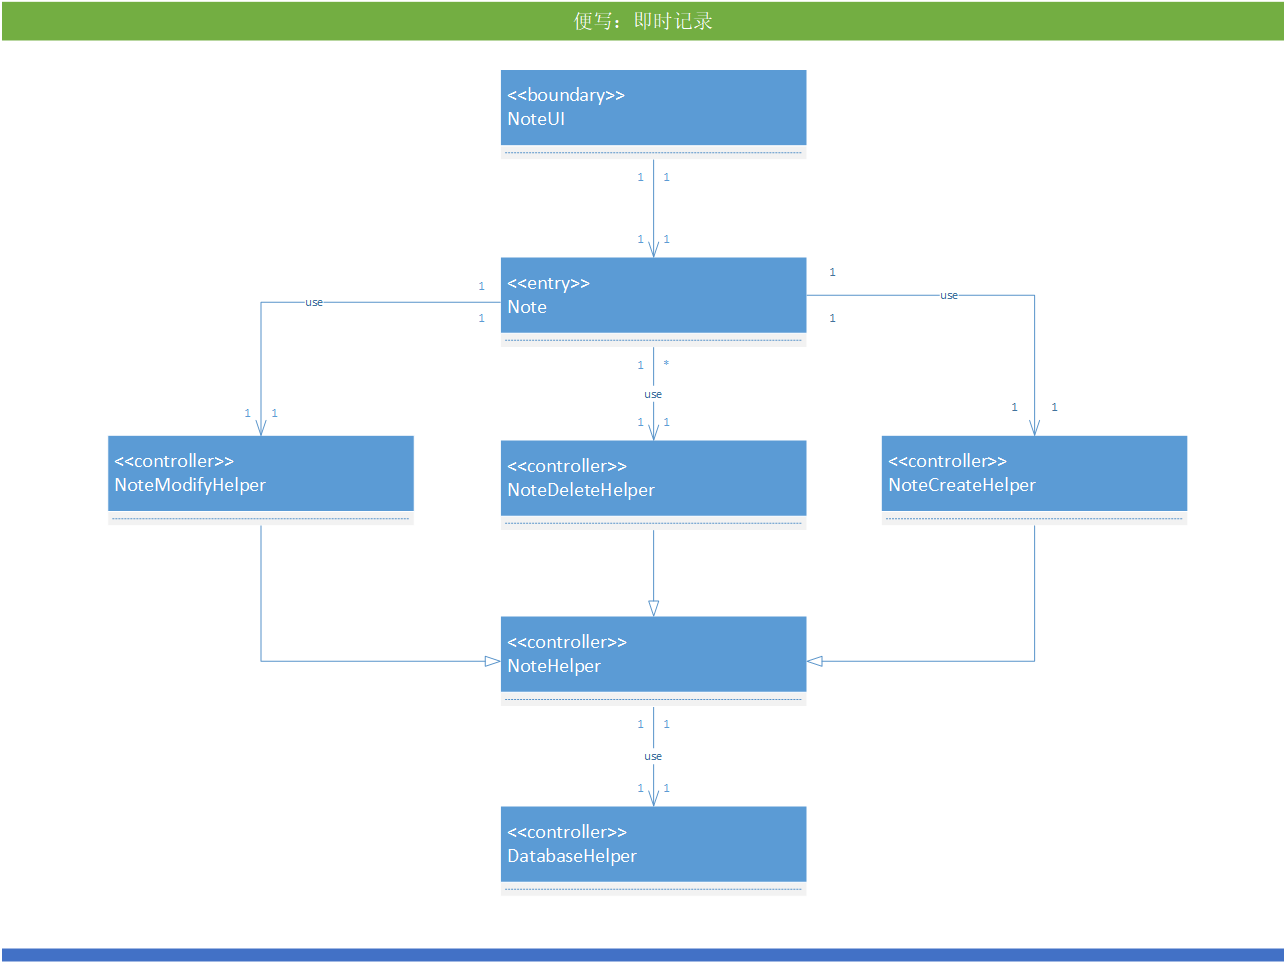 便写：即时记录
<<boundary>>
NoteUI
1 1
1 1
<<entry>>
Note
1
1
use
1
1
use
1 *
use
1 1
1 1
1 1
<<controller>>
NoteModifyHelper
<<controller>>
NoteDeleteHelper
<<controller>>
NoteCreateHelper
<<controller>>
NoteHelper
1 1
use
1 1
<<controller>>
DatabaseHelper